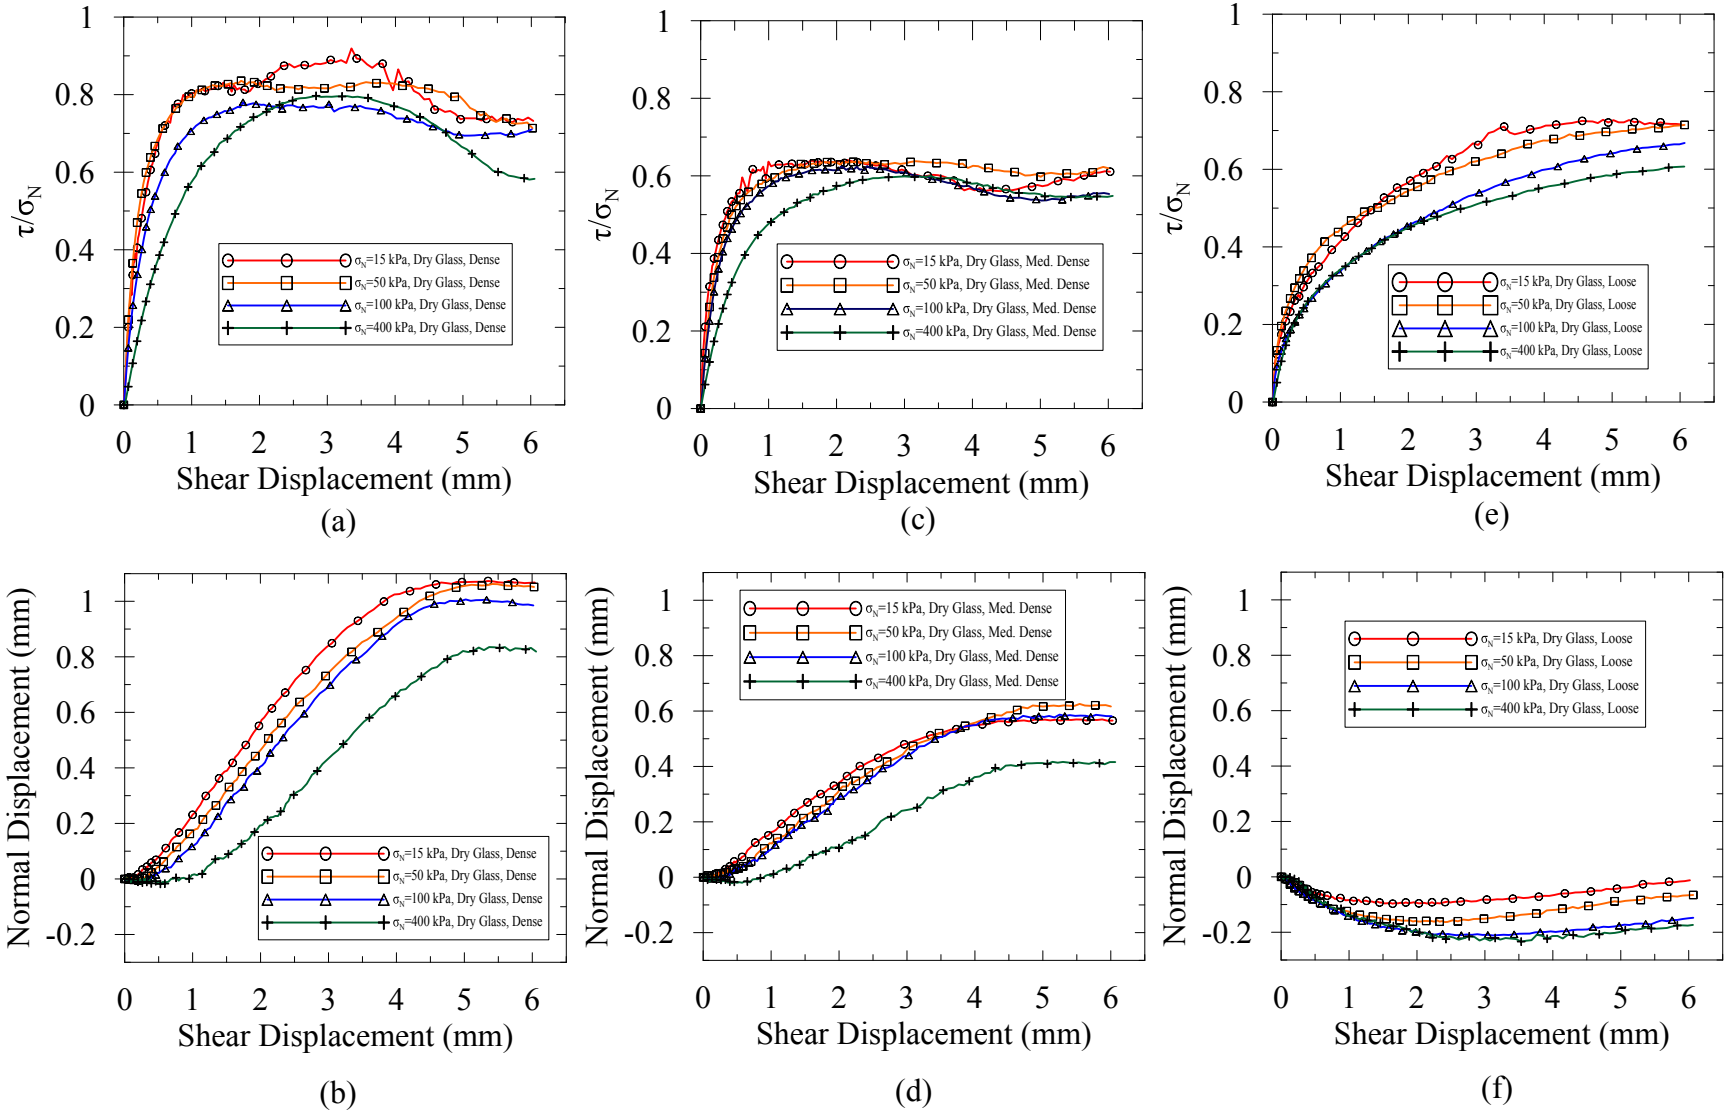 1
0.8
0.6
0.4
0.2
0
τ/σN
σN=15 kPa, Dry Glass, Dense
σN=50 kPa, Dry Glass, Dense
σN=100 kPa, Dry Glass, Dense
σN=400 kPa, Dry Glass, Dense
0 1 2 3 4 5 6
Shear Displacement (mm)
(a)
1
0.8
0.6
0.4
0.2
0
τ/σN
σN=15 kPa, Dry Glass, Med. Dense
σN=50 kPa, Dry Glass, Med. Dense
σN=100 kPa, Dry Glass, Med. Dense
σN=400 kPa, Dry Glass, Med. Dense
0 1 2 3 4 5 6
Shear Displacement (mm)
(c)
1
0.8
0.6
0.4
0.2
0
τ/σN
σN=15 kPa, Dry Glass, Loose
σN=50 kPa, Dry Glass, Loose
σN=100 kPa, Dry Glass, Loose
σN=400 kPa, Dry Glass, Loose
0 1 2 3 4 5 6
Shear Displacement (mm)
(e)
1
0.8
0.6
0.4
0.2
0
-0.2
Normal Displacement (mm)
σN=15 kPa, Dry Glass, Dense
σN=50 kPa, Dry Glass, Dense
σN=100 kPa, Dry Glass, Dense
σN=400 kPa, Dry Glass, Dense
0 1 2 3 4 5 6
Shear Displacement (mm)
(b)
1
0.8
0.6
0.4
0.2
0
-0.2
Normal Displacement (mm)
σN=15 kPa, Dry Glass, Med. Dense
σN=50 kPa, Dry Glass, Med. Dense
σN=100 kPa, Dry Glass, Med. Dense
σN=400 kPa, Dry Glass, Med. Dense
0 1 2 3 4 5 6
Shear Displacement (mm)
(d)
1
0.8
0.6
0.4
0.2
0
-0.2
Normal Displacement (mm)
σN=15 kPa, Dry Glass, Loose
σN=50 kPa, Dry Glass, Loose
σN=100 kPa, Dry Glass, Loose
σN=400 kPa, Dry Glass, Loose
0 1 2 3 4 5 6
Shear Displacement (mm)
(f)